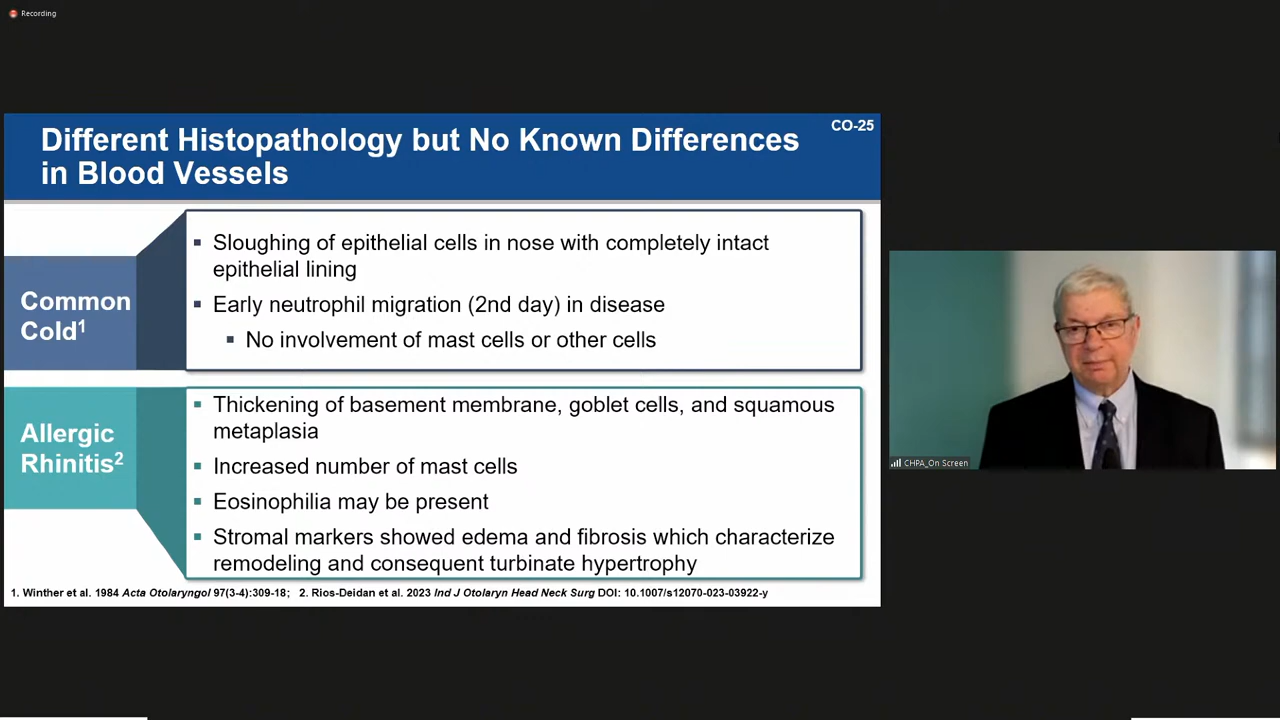 Recording
CO-25
Different Histopathology but No Known Differences
in Blood Vessels
Common
Cold1
▪ Sloughing of epithelial cells in nose with completely intact
epithelial lining
▪ Early neutrophil migration (2nd day) in disease
▪ No involvement of mast cells or other cells
Allergic
Rhinitis2
▪ Thickening of basement membrane, goblet cells, and squamous
metaplasia
▪ Increased number of mast cells
▪ Eosinophilia may be present
▪ Stromal markers showed edema and fibrosis which characterize
remodeling and consequent turbinate hypertrophy
1. Winther et al. 1984 Acta Otolaryngol 97(3-4):309-18; 2. Rios-Deidan et al. 2023 Ind J Otolaryn Head Neck Surg DOI: 10.1007/s12070-023-03922-y
CHPA_On Screen